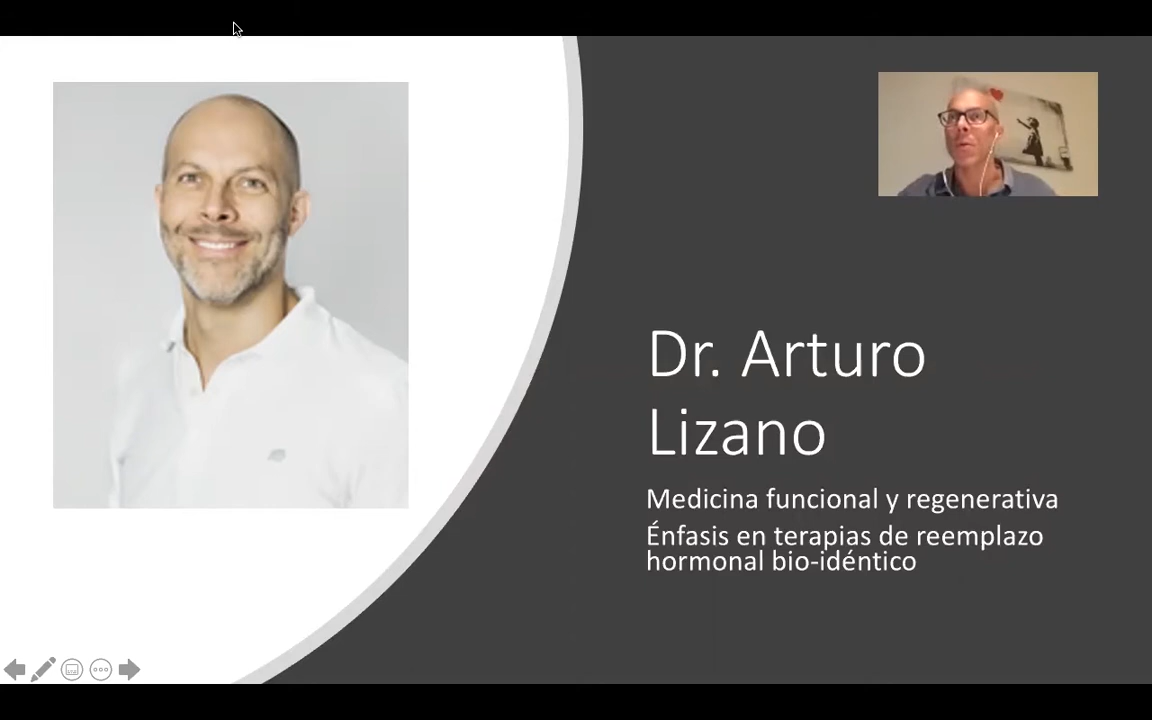 Dr. Arturo
Lizano
Medicina funcional y regenerativa
Énfasis en terapias de reemplazo
hormonal bio-idéntico